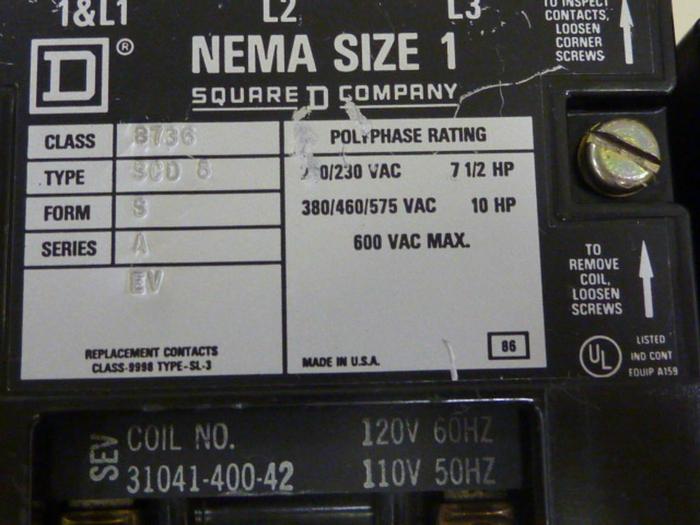 1&L1 L2 L3
TO INSPECT
CONTACTS,
LOOSEN
CORNER
SCREWS
D ®
NEMA SIZE 1
SQUARE D COMPANY
CLASS 8736
TYPE SCD 8
FORM S
SERIES A
EV
REPLACEMENT CONTACTS
CLASS-9998 TYPE-SL-3
POLYPHASE RATING
0/230 VAC 7 1/2 HP
380/460/575 VAC 10 HP
600 VAC MAX.
MADE IN U.S.A.
86
TO
REMOVE
COIL,
LOOSEN
SCREWS
UL
LISTED
IND CONT
EQUIP A159
SEV
COIL NO. 120V 60HZ
31041-400-42 110V 50HZ